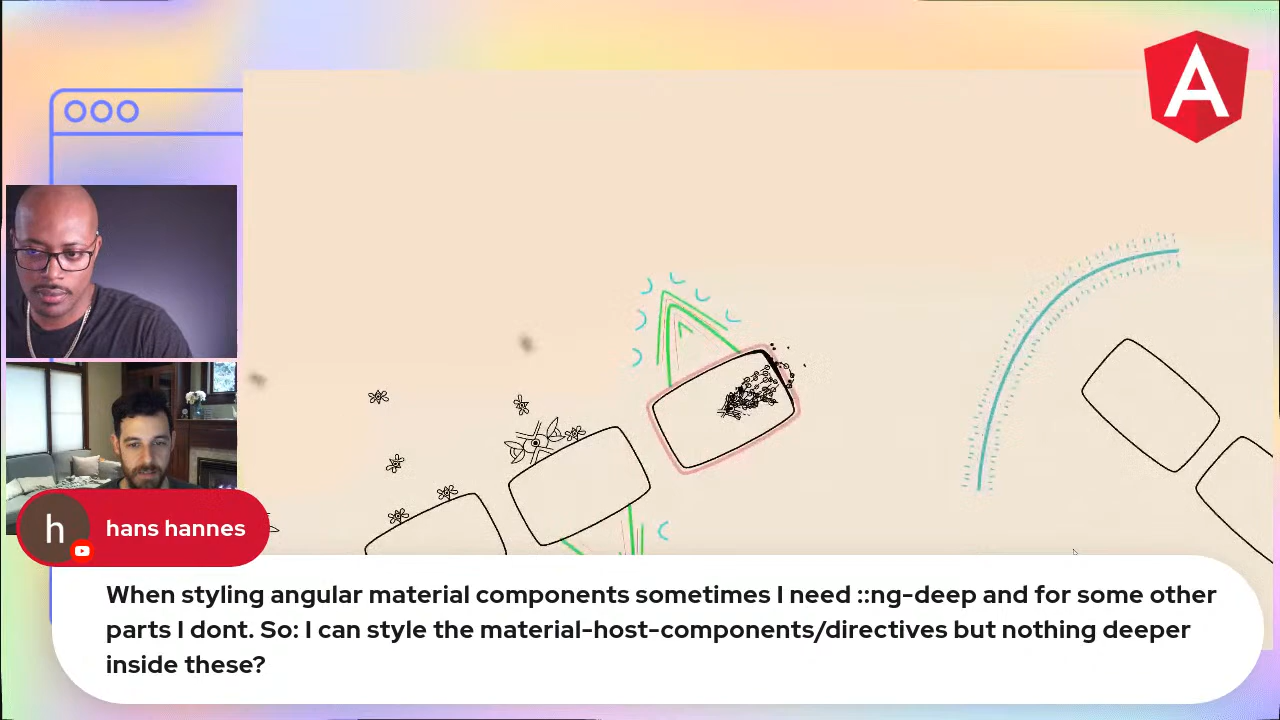 A
h
hans hannes
When styling angular material components sometimes I need ::ng-deep and for some other
parts I dont. So: I can style the material-host-components/directives but nothing deeper
inside these?